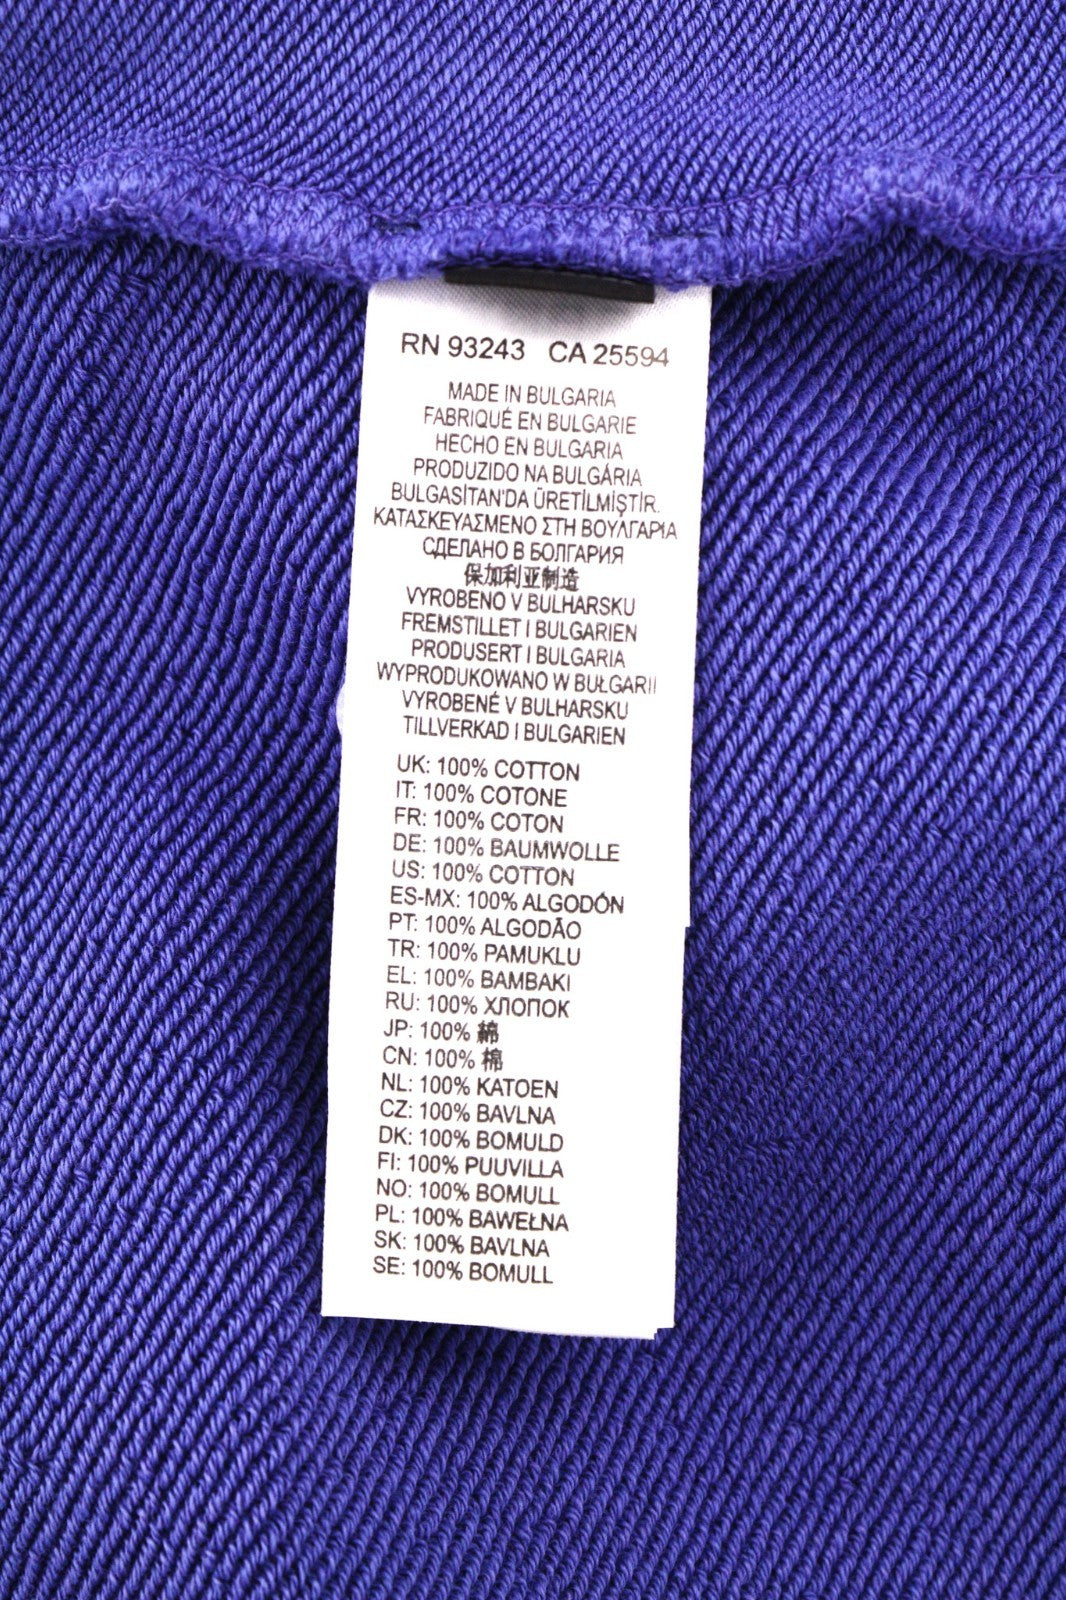 RN 93243 CA 25594
MADE IN BULGARIA
FABRIQUÉ EN BULGARIE
HECHO EN BULGARIA
PRODUZIDO NA BULGÁRIA
BULGASİTAN'DA ÜRETİLMİŞTİR.
ΚΑΤΑΣΚΕΥΑΣΜΕΝΟ ΣΤΗ ΒΟΥΛΓΑΡΙΑ
СДЕЛАНО В БОЛГАРИЯ
保加利亚制造
VYROBENO V BULHARSKU
FREMSTILLET I BULGARIEN
PRODUSERT I BULGARIA
WYPRODUKOWANO W BUŁGARII
VYROBENÉ V BULHARSKU
TILLVERKAD I BULGARIEN
UK: 100% COTTON
IT: 100% COTONE
FR: 100% COTON
DE: 100% BAUMWOLLE
US: 100% COTTON
ES-MX: 100% ALGODÓN
PT: 100% ALGODÃO
TR: 100% PAMUKLU
EL: 100% ΒΑΜΒΑΚΙ
RU: 100% ХЛОПОК
JP: 100% 綿
CN: 100% 棉
NL: 100% KATOEN
CZ: 100% BAVLNA
DK: 100% BOMULD
FI: 100% PUUVILLA
NO: 100% BOMULL
PL: 100% BAWEŁNA
SK: 100% BAVLNA
SE: 100% BOMULL